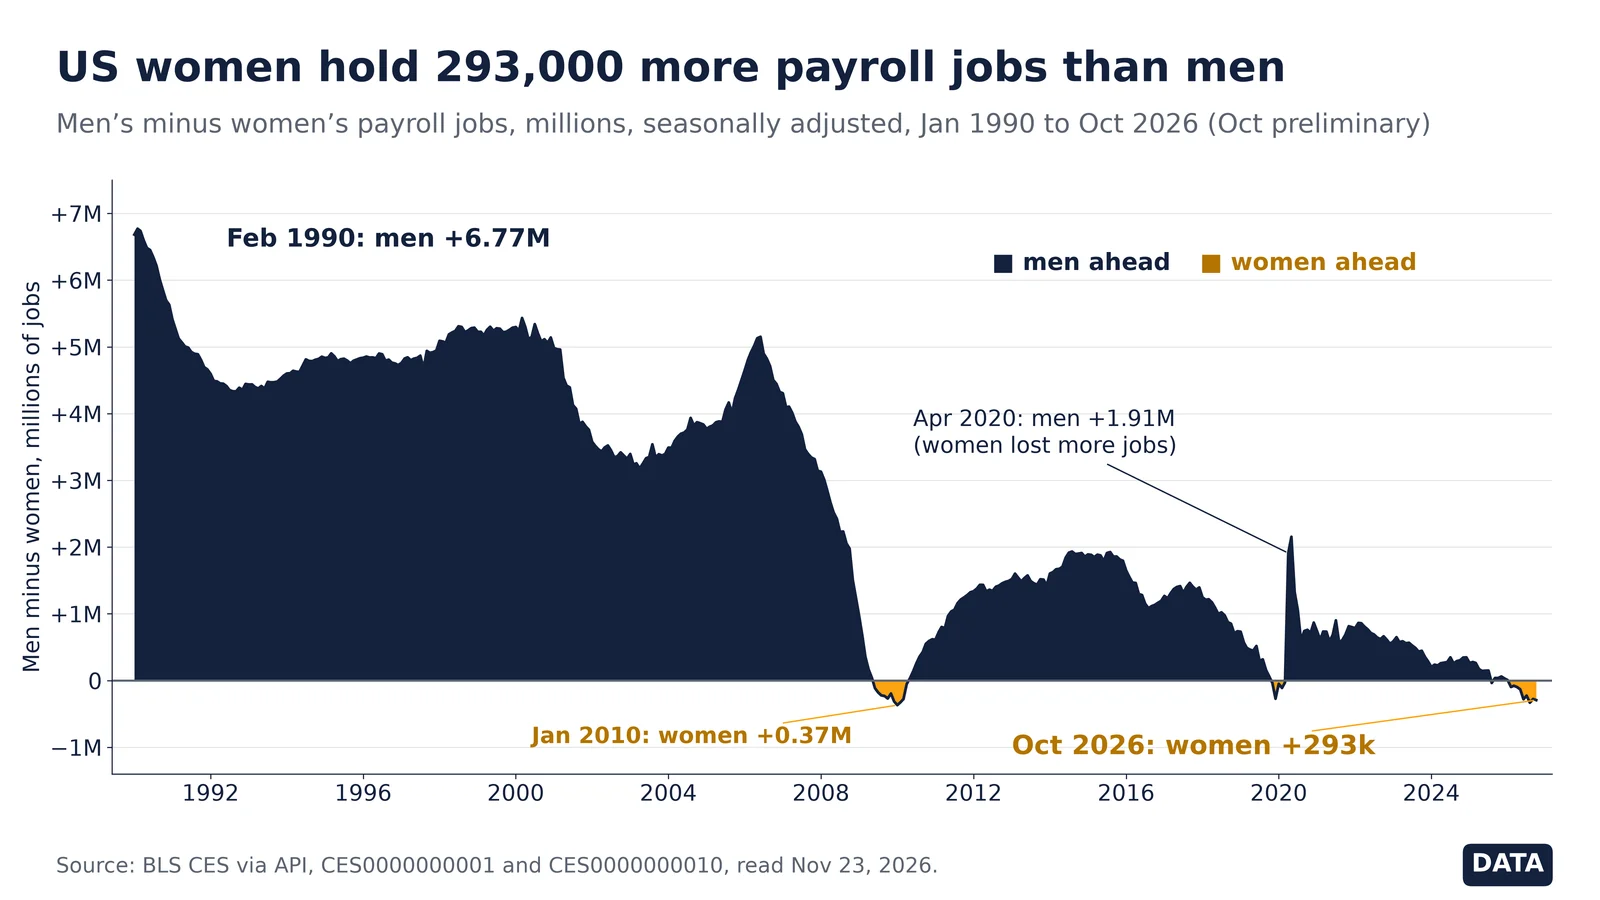 US women hold 293,000 more payroll jobs than men
Men’s minus women’s payroll jobs, millions, seasonally adjusted, Jan 1990 to Oct 2026 (Oct preliminary)
Men minus women, millions of jobs
+7M
+6M
+5M
+4M
+3M
+2M
+1M
0
−1M
Feb 1990: men +6.77M
men ahead
women ahead
Apr 2020: men +1.91M
(women lost more jobs)
Jan 2010: women +0.37M
Oct 2026: women +293k
1992
1996
2000
2004
2008
2012
2016
2020
2024
Source: BLS CES via API, CES0000000001 and CES0000000010, read Nov 23, 2026.
DATA